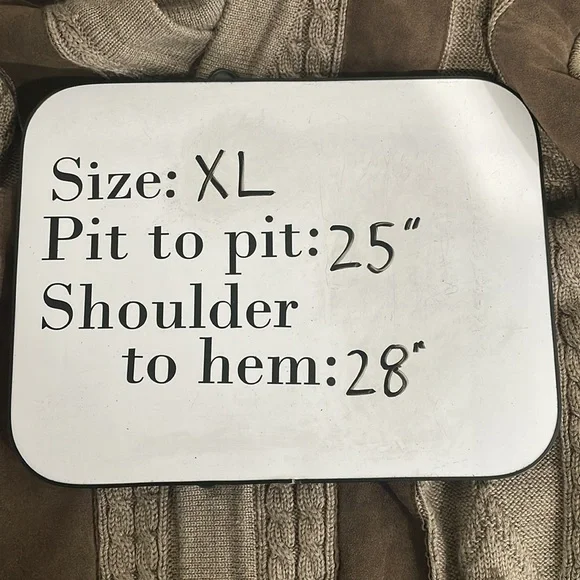 Size: XL
Pit to pit: 25"
Shoulder
to hem: 28"